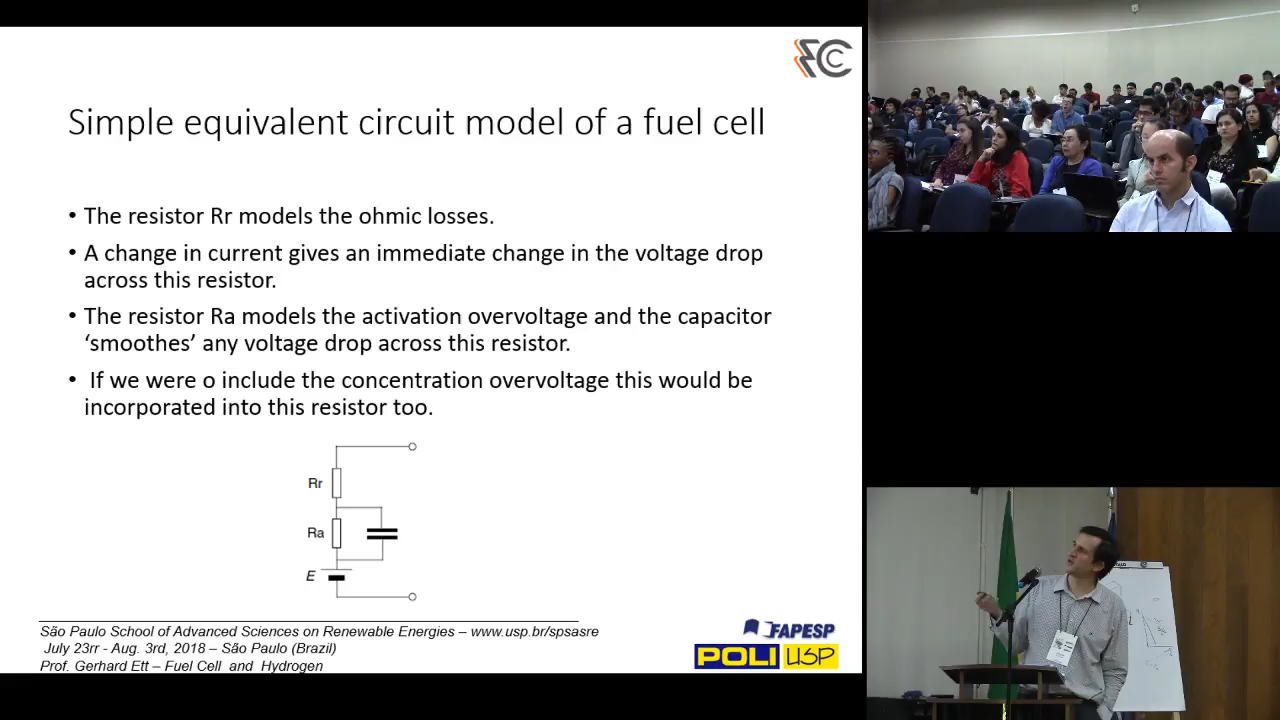 Simple equivalent circuit model of a fuel cell
• The resistor Rr models the ohmic losses.
• A change in current gives an immediate change in the voltage drop
across this resistor.
• The resistor Ra models the activation overvoltage and the capacitor
‘smoothes’ any voltage drop across this resistor.
• If we were o include the concentration overvoltage this would be
incorporated into this resistor too.
Rr
Ra
E
São Paulo School of Advanced Sciences on Renewable Energies – www.usp.br/spsasre
July 23rr - Aug. 3rd, 2018 – São Paulo (Brazil)
Prof. Gerhard Ett – Fuel Cell and Hydrogen
FAPESP
POLI USP